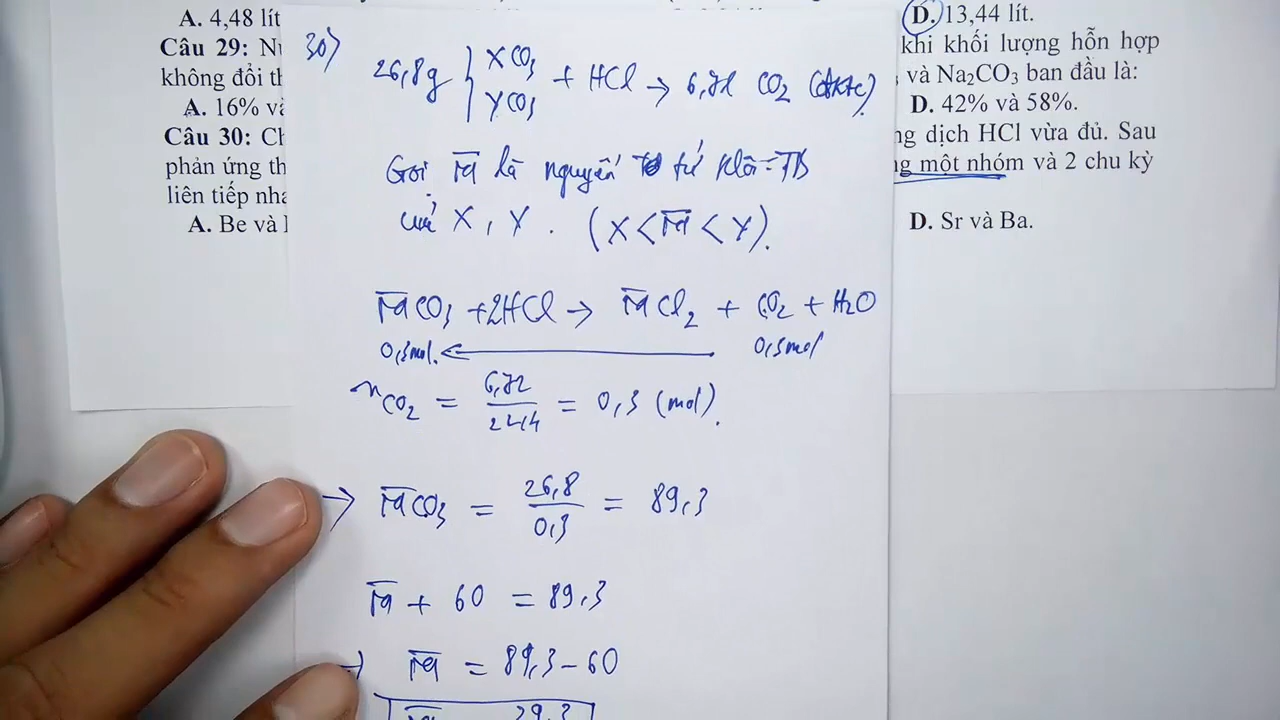 A. 4,48 lít
D. 13,44 lít.
Câu 29:
khi khối lượng hỗn hợp
không đổi
và Na₂CO₃ ban đầu là:
A. 16% và
D. 42% và 58%.
Câu 30:
dịch HCl vừa đủ. Sau
phản ứng
một nhóm và 2 chu kỳ
liên tiếp
A. Be và
D. Sr và Ba.
30)
26,8g { XCO₃ YCO₃ + HCl → 6,72l CO₂ (đktc)
Gọi M̄ là nguyên tử khối TB
của X, Y. (X < M̄ < Y).
M̄CO₃ + 2HCl → M̄Cl₂ + CO₂ + H₂O
0,3mol. ← 0,3mol
nCO₂ = 6,72 / 22,4 = 0,3 (mol).
→ M̄CO₃ = 26,8 / 0,3 = 89,3
M̄ + 60 = 89,3
→ M̄ = 89,3 - 60
M̄ = 29,3